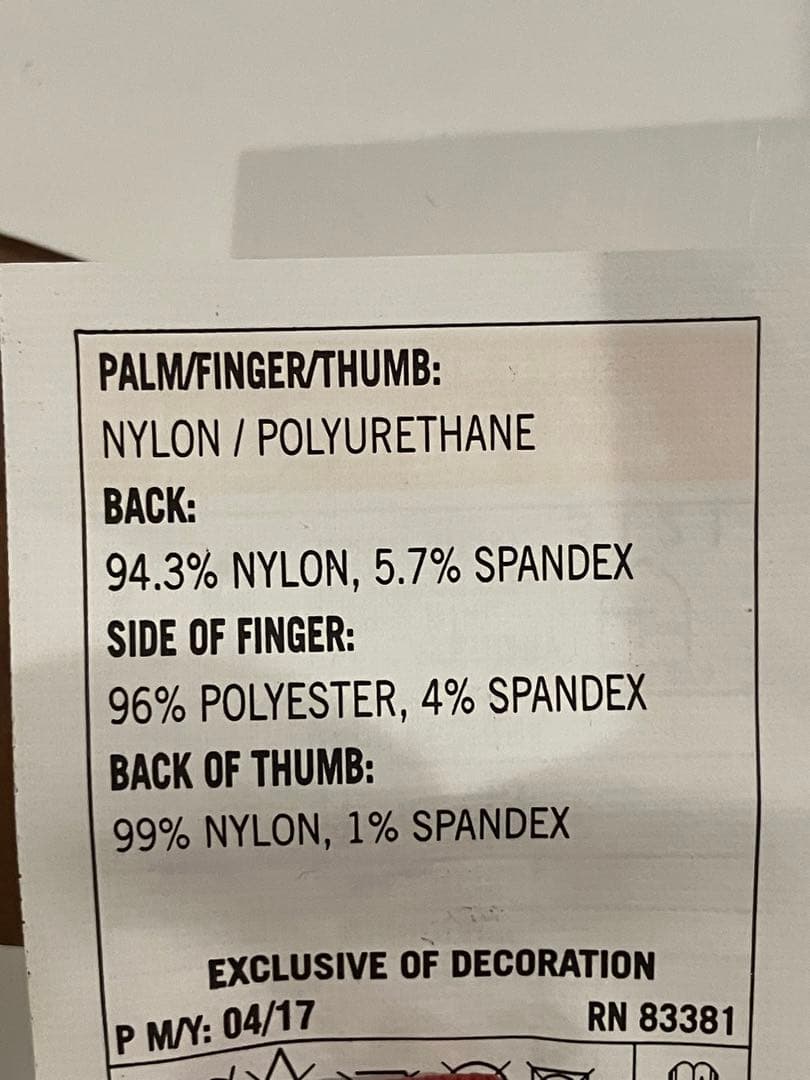 PALM/FINGER/THUMB:
NYLON / POLYURETHANE
BACK:
94.3% NYLON, 5.7% SPANDEX
SIDE OF FINGER:
96% POLYESTER, 4% SPANDEX
BACK OF THUMB:
99% NYLON, 1% SPANDEX
EXCLUSIVE OF DECORATION
P M/Y: 04/17 RN 83381